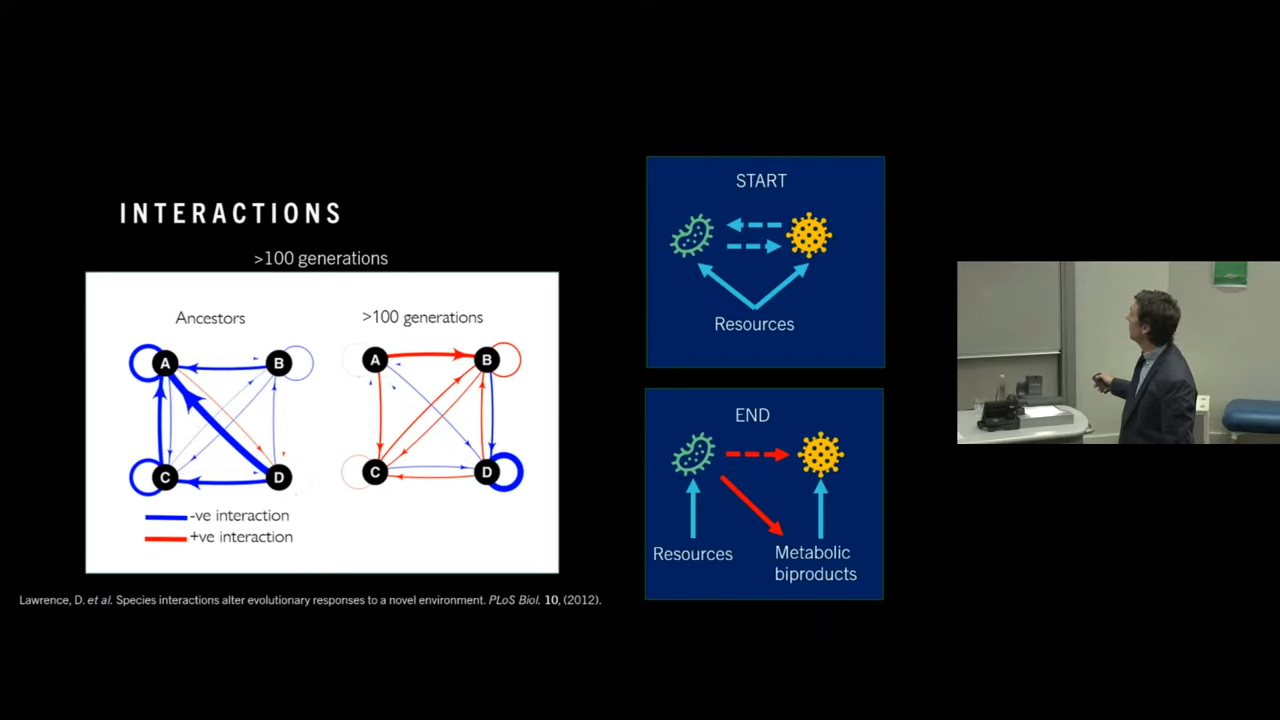 INTERACTIONS
>100 generations
Ancestors
>100 generations
A
B
C
D
A
B
C
D
-ve interaction
+ve interaction
Lawrence, D. et al. Species interactions alter evolutionary responses to a novel environment. PLoS Biol. 10, (2012).
START
Resources
END
Resources
Metabolic
biproducts